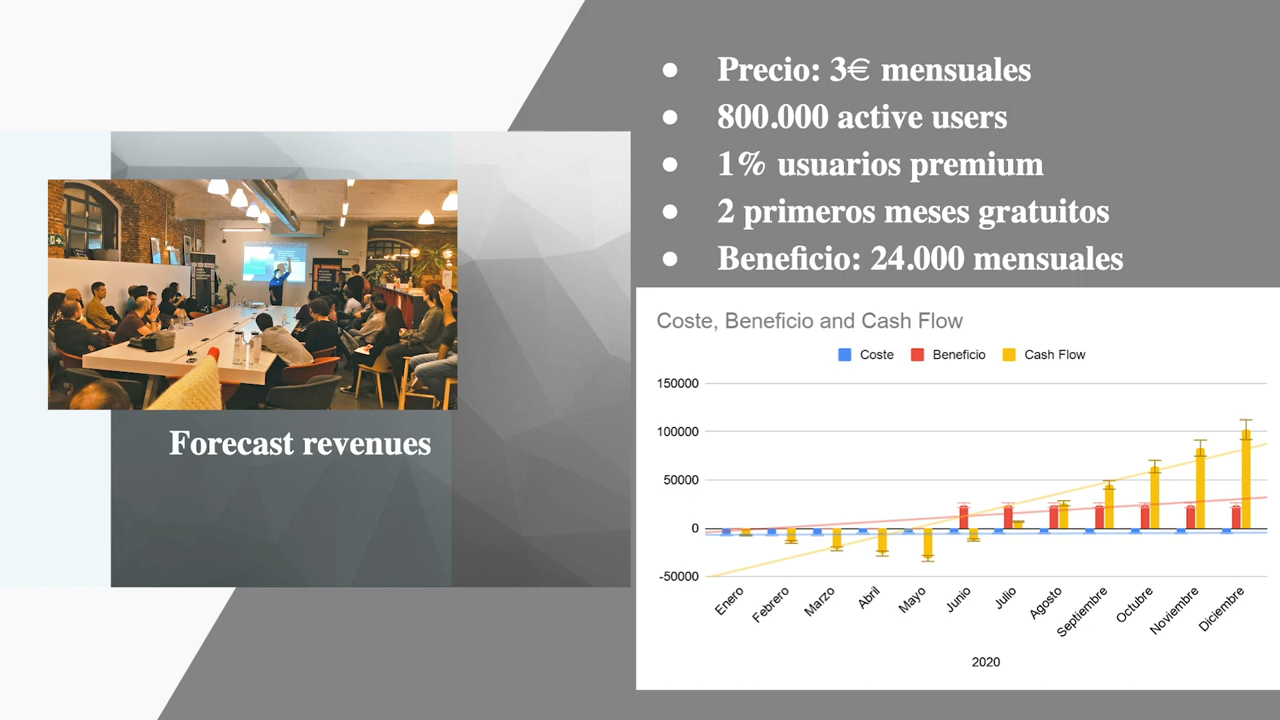 Precio: 3€ mensuales
800.000 active users
1% usuarios premium
2 primeros meses gratuitos
Beneficio: 24.000 mensuales
Forecast revenues
Coste, Beneficio and Cash Flow
Coste Beneficio Cash Flow
150000
100000
50000
0
-50000
Enero Febrero Marzo Abril Mayo Junio Julio Agosto Septiembre Octubre Noviembre Diciembre
2020